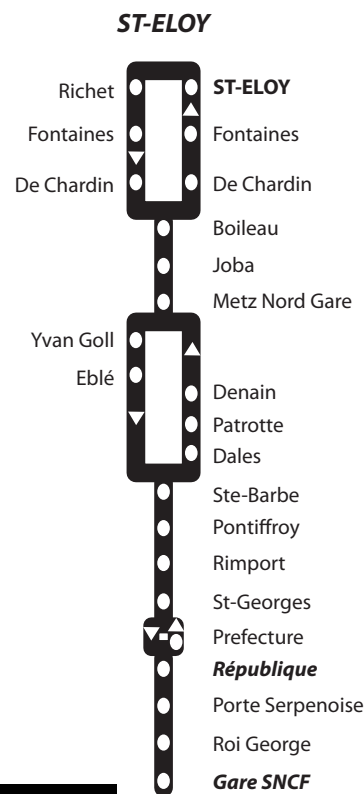 ST-ELOY
Richet
ST-ELOY
Fontaines
Fontaines
De Chardin
De Chardin
Boileau
Joba
Metz Nord Gare
Yvan Goll
Eblé
Denain
Patrotte
Dales
Ste-Barbe
Pontiffroy
Rimport
St-Georges
Prefecture
République
Porte Serpenoise
Roi George
Gare SNCF